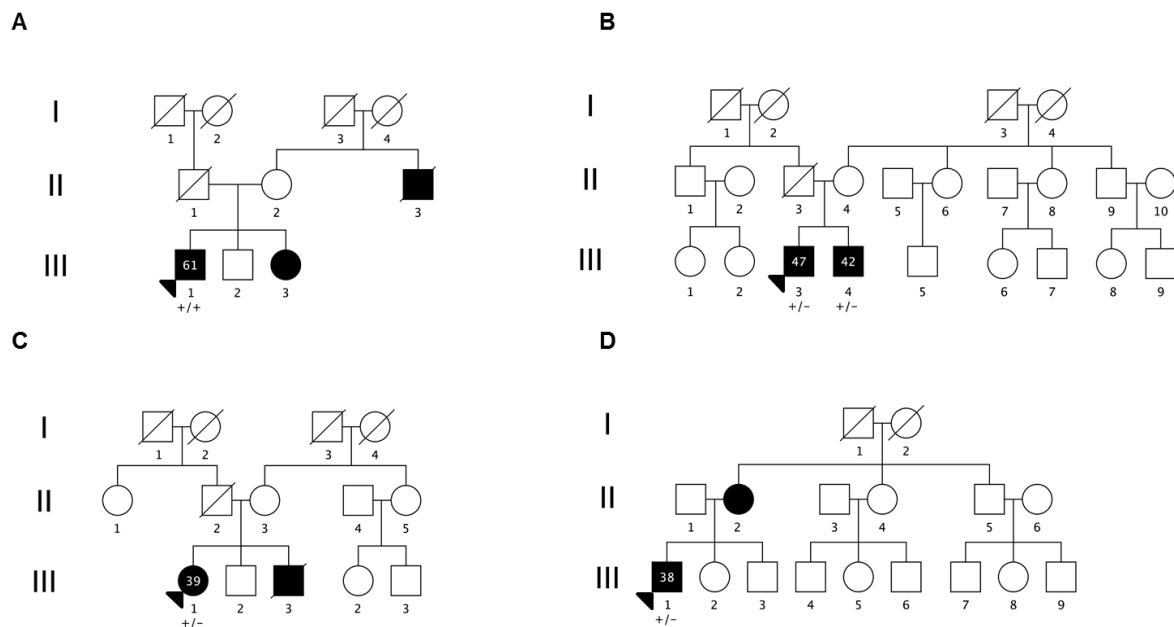 A
I
1 2 3 4
II
1 2 3
III
61
1 2 3
+/+
B
I
1 2 3 4
II
1 2 3 4 5 6 7 8 9 10
III
47 42
1 2 3 4 5 6 7 8 9
+/- +/-
C
I
1 2 3 4
II
1 2 3 4 5
III
39
1 2 3 2 3
+/-
D
I
1 2
II
1 2 3 4 5 6
III
38
1 2 3 4 5 6 7 8 9
+/-